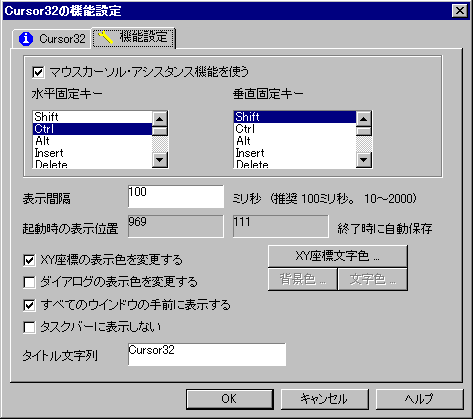 Cursor32の機能設定
Cursor32 機能設定
マウスカーソル・アシスタンス機能を使う
水平固定キー 垂直固定キー
Shift Shift
Ctrl Ctrl
Alt Alt
Insert Insert
Delete Delete
表示間隔 100 ミリ秒 (推奨 100ミリ秒。 10～2000)
起動時の表示位置 969 111 終了時に自動保存
XY座標の表示色を変更する XY座標文字色 ...
ダイアログの表示色を変更する 背景色 ... 文字色 ...
すべてのウインドウの手前に表示する
タスクバーに表示しない
タイトル文字列 Cursor32
OK キャンセル ヘルプ